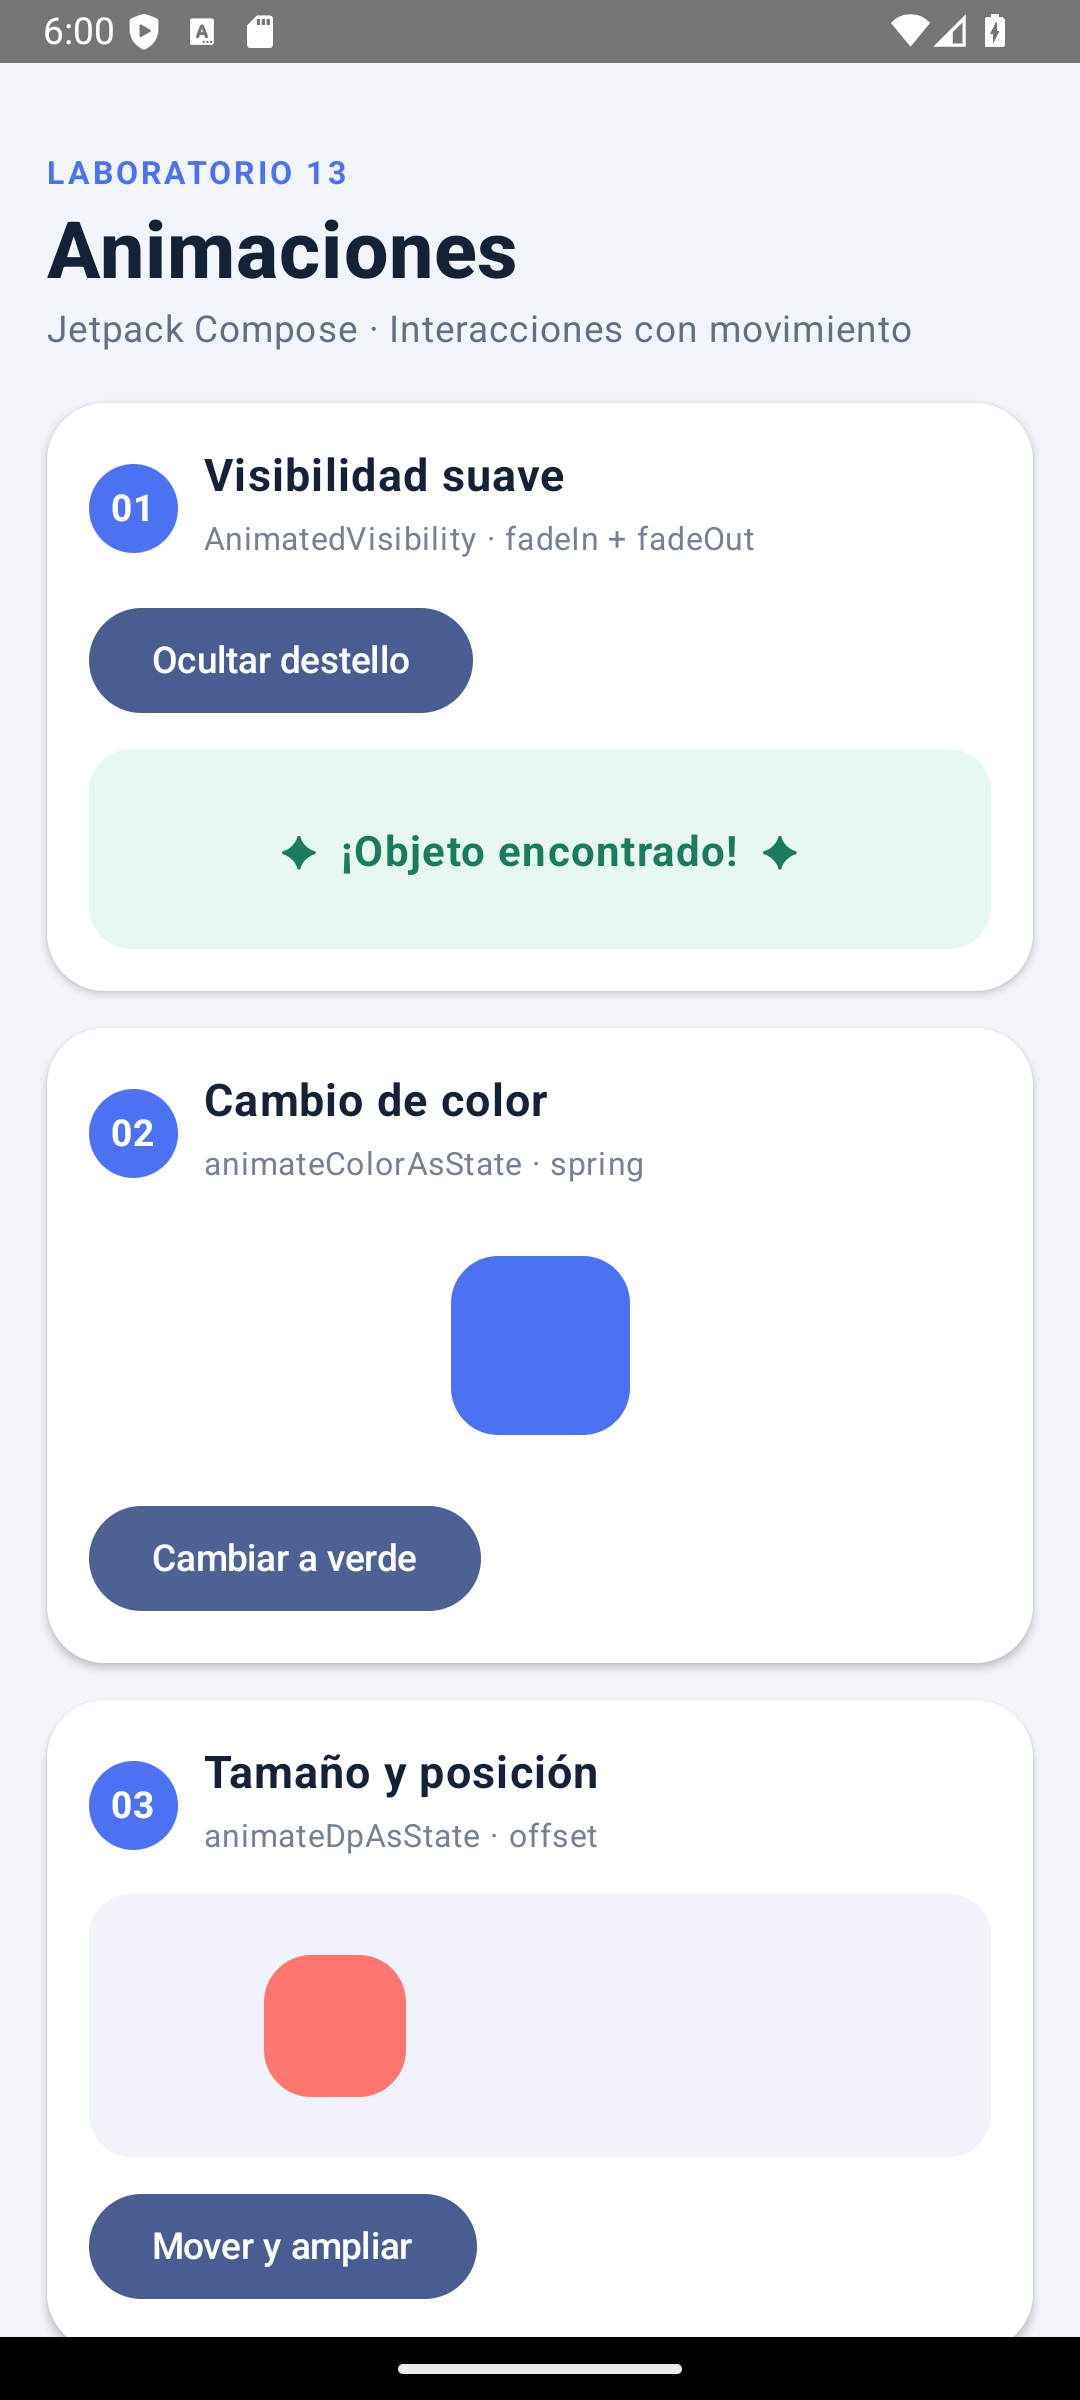 6:00
LABORATORIO 13
Animaciones
Jetpack Compose · Interacciones con movimiento
01
Visibilidad suave
AnimatedVisibility · fadeIn + fadeOut
Ocultar destello
✦ ¡Objeto encontrado! ✦
02
Cambio de color
animateColorAsState · spring
Cambiar a verde
03
Tamaño y posición
animateDpAsState · offset
Mover y ampliar